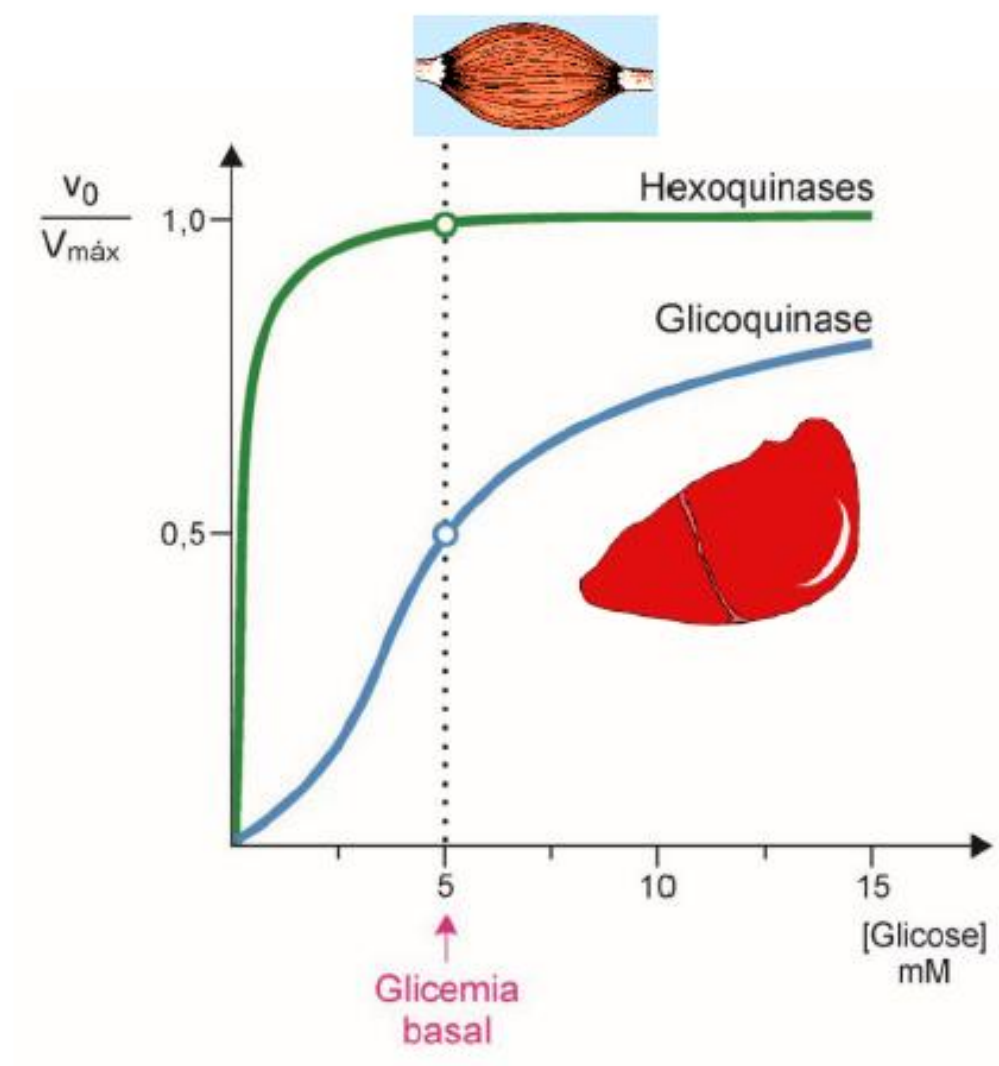 v0
Vmáx
1,0
0,5
Hexoquinases
Glicoquinase
5
10
15
[Glicose]
mM
Glicemia
basal